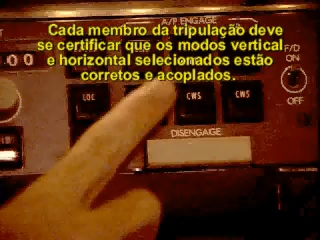 A/P ENGAGE
Cada membro da tripulação deve
se certificar que os modos vertical
e horizontal selecionados estão
corretos e acoplados.
F/D
ON
OFF
.00
LOC
CWS
CWS
DISENGAGE